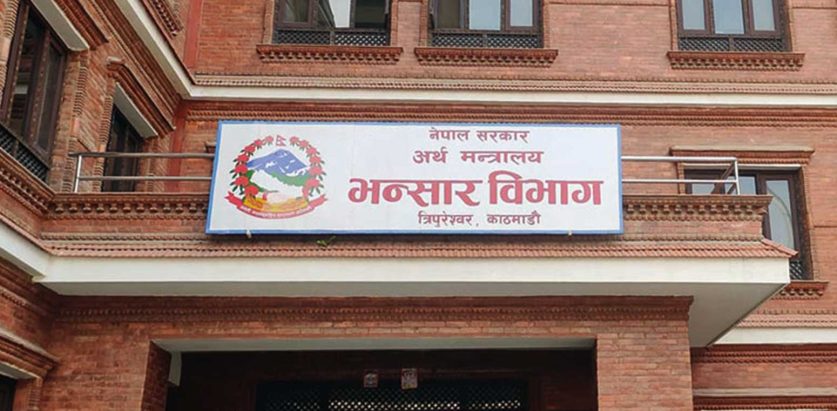 नेपाल सरकार
अर्थ मन्त्रालय
भन्सार विभाग
त्रिपुरेश्वर, काठमाडौं